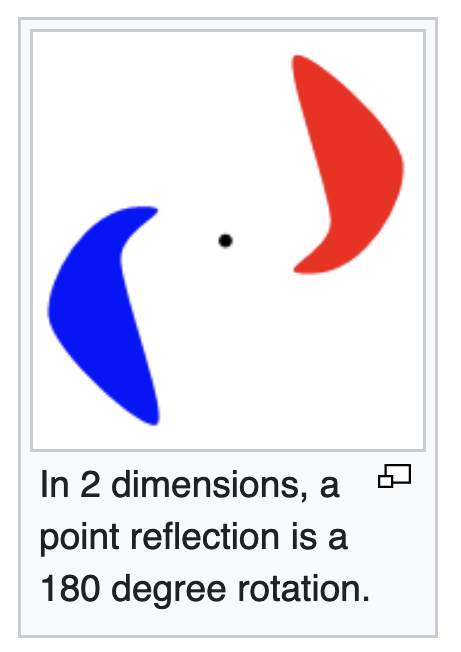 In 2 dimensions, a
point reflection is a
180 degree rotation.